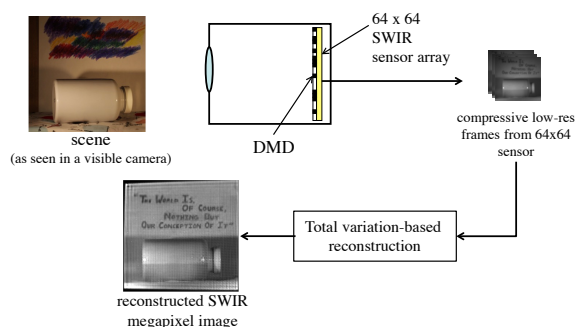 64 x 64
SWIR
sensor array
DMD
scene
(as seen in a visible camera)
compressive low-res
frames from 64x64
sensor
Total variation-based
reconstruction
"The World Is,
Of Course,
Nothing But
Our Conception Of It"
reconstructed SWIR
megapixel image